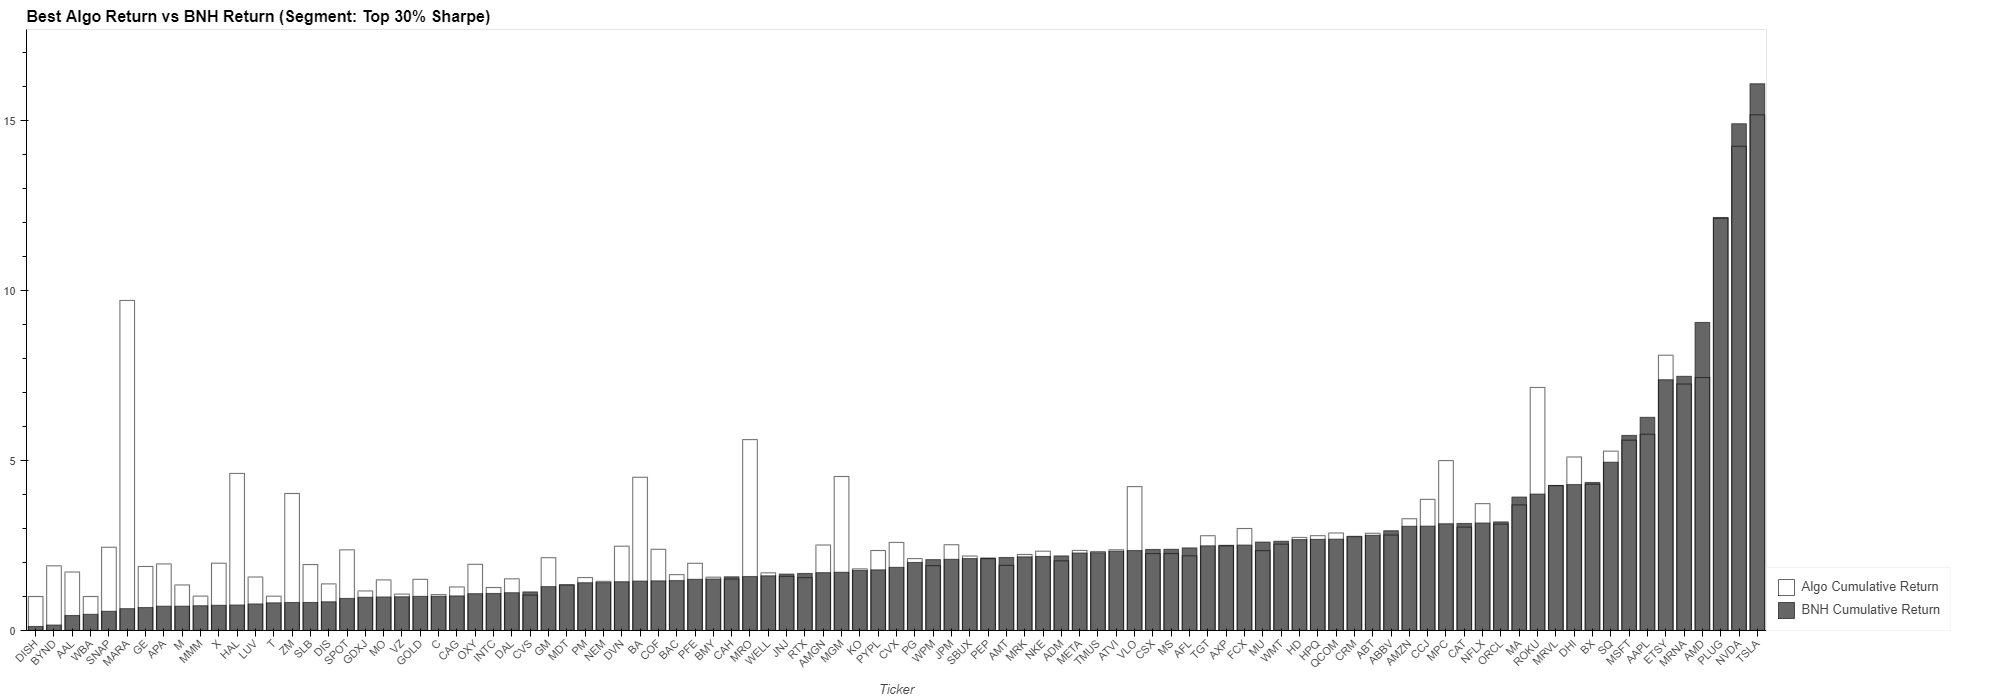 Best Algo Return vs BNH Return (Segment: Top 30% Sharpe)
15
10
5
0
DISH
BYND
AAL
WBA
SNAP
MARA
GE
APA
M
MMM
X
HAL
LUV
T
ZM
SLB
DIS
SPOT
GDXJ
MO
VZ
GOLD
C
CAG
OXY
INTC
DAL
CVS
GM
MDT
PM
NEM
DVN
BA
COF
BAC
PFE
BMY
CAH
MRO
WELL
JNJ
RTX
AMGN
MGM
KO
PYPL
CVX
PG
WPM
JPM
SBUX
PEP
AMT
MRK
NKE
ADM
META
TMUS
ATVI
VLO
CSX
MS
AFL
TGT
AXP
FCX
MU
WMT
HD
HPQ
QCOM
CRM
ABT
ABBV
AMZN
CCJ
MPC
CAT
NFLX
ORCL
MA
ROKU
MRVL
DHI
BX
SQ
MSFT
AAPL
ETSY
MRNA
AMD
PLUG
NVDA
TSLA
Ticker
Algo Cumulative Return
BNH Cumulative Return